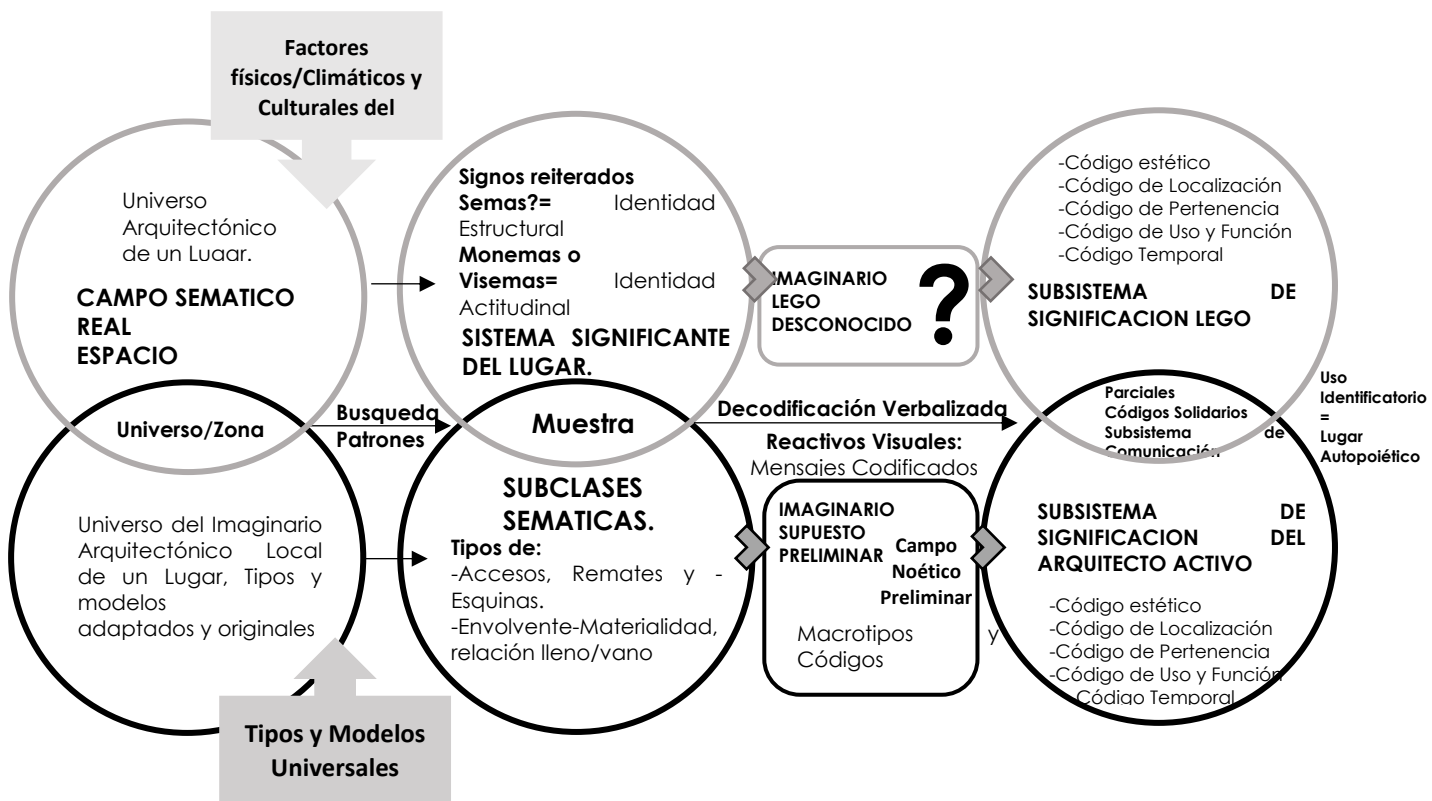 Factores
físicos/Climáticos y
Culturales del
Universo
Arquitectónico
de un Lugar.
CAMPO SEMATICO
REAL
ESPACIO
Signos reiterados
Semas?= Identidad
Estructural
Monemas o
Visemas= Identidad
Actitudinal
SISTEMA SIGNIFICANTE
DEL LUGAR.
IMAGINARIO
LEGO
DESCONOCIDO
?
-Código estético
-Código de Localización
-Código de Pertenencia
-Código de Uso y Función
-Código Temporal
SUBSISTEMA DE
SIGNIFICACION LEGO
Universo/Zona
Busqueda
Patrones
Muestra
Decodificación Verbalizada
Reactivos Visuales:
Mensajes Codificados
Parciales
Códigos Solidarios
Subsistema de
Comunicación
Uso
Identificatorio
=
Lugar
Autopoiético
Universo del Imaginario
Arquitectónico Local
de un Lugar, Tipos y
modelos
adaptados y originales
SUBCLASES
SEMATICAS.
Tipos de:
-Accesos, Remates y -
Esquinas.
-Envolvente-Materialidad,
relación lleno/vano
IMAGINARIO
SUPUESTO
PRELIMINAR
Campo
Noético
Preliminar
Macrotipos y
Códigos
SUBSISTEMA DE
SIGNIFICACION DEL
ARQUITECTO ACTIVO
-Código estético
-Código de Localización
-Código de Pertenencia
-Código de Uso y Función
Código Temporal
Tipos y Modelos
Universales